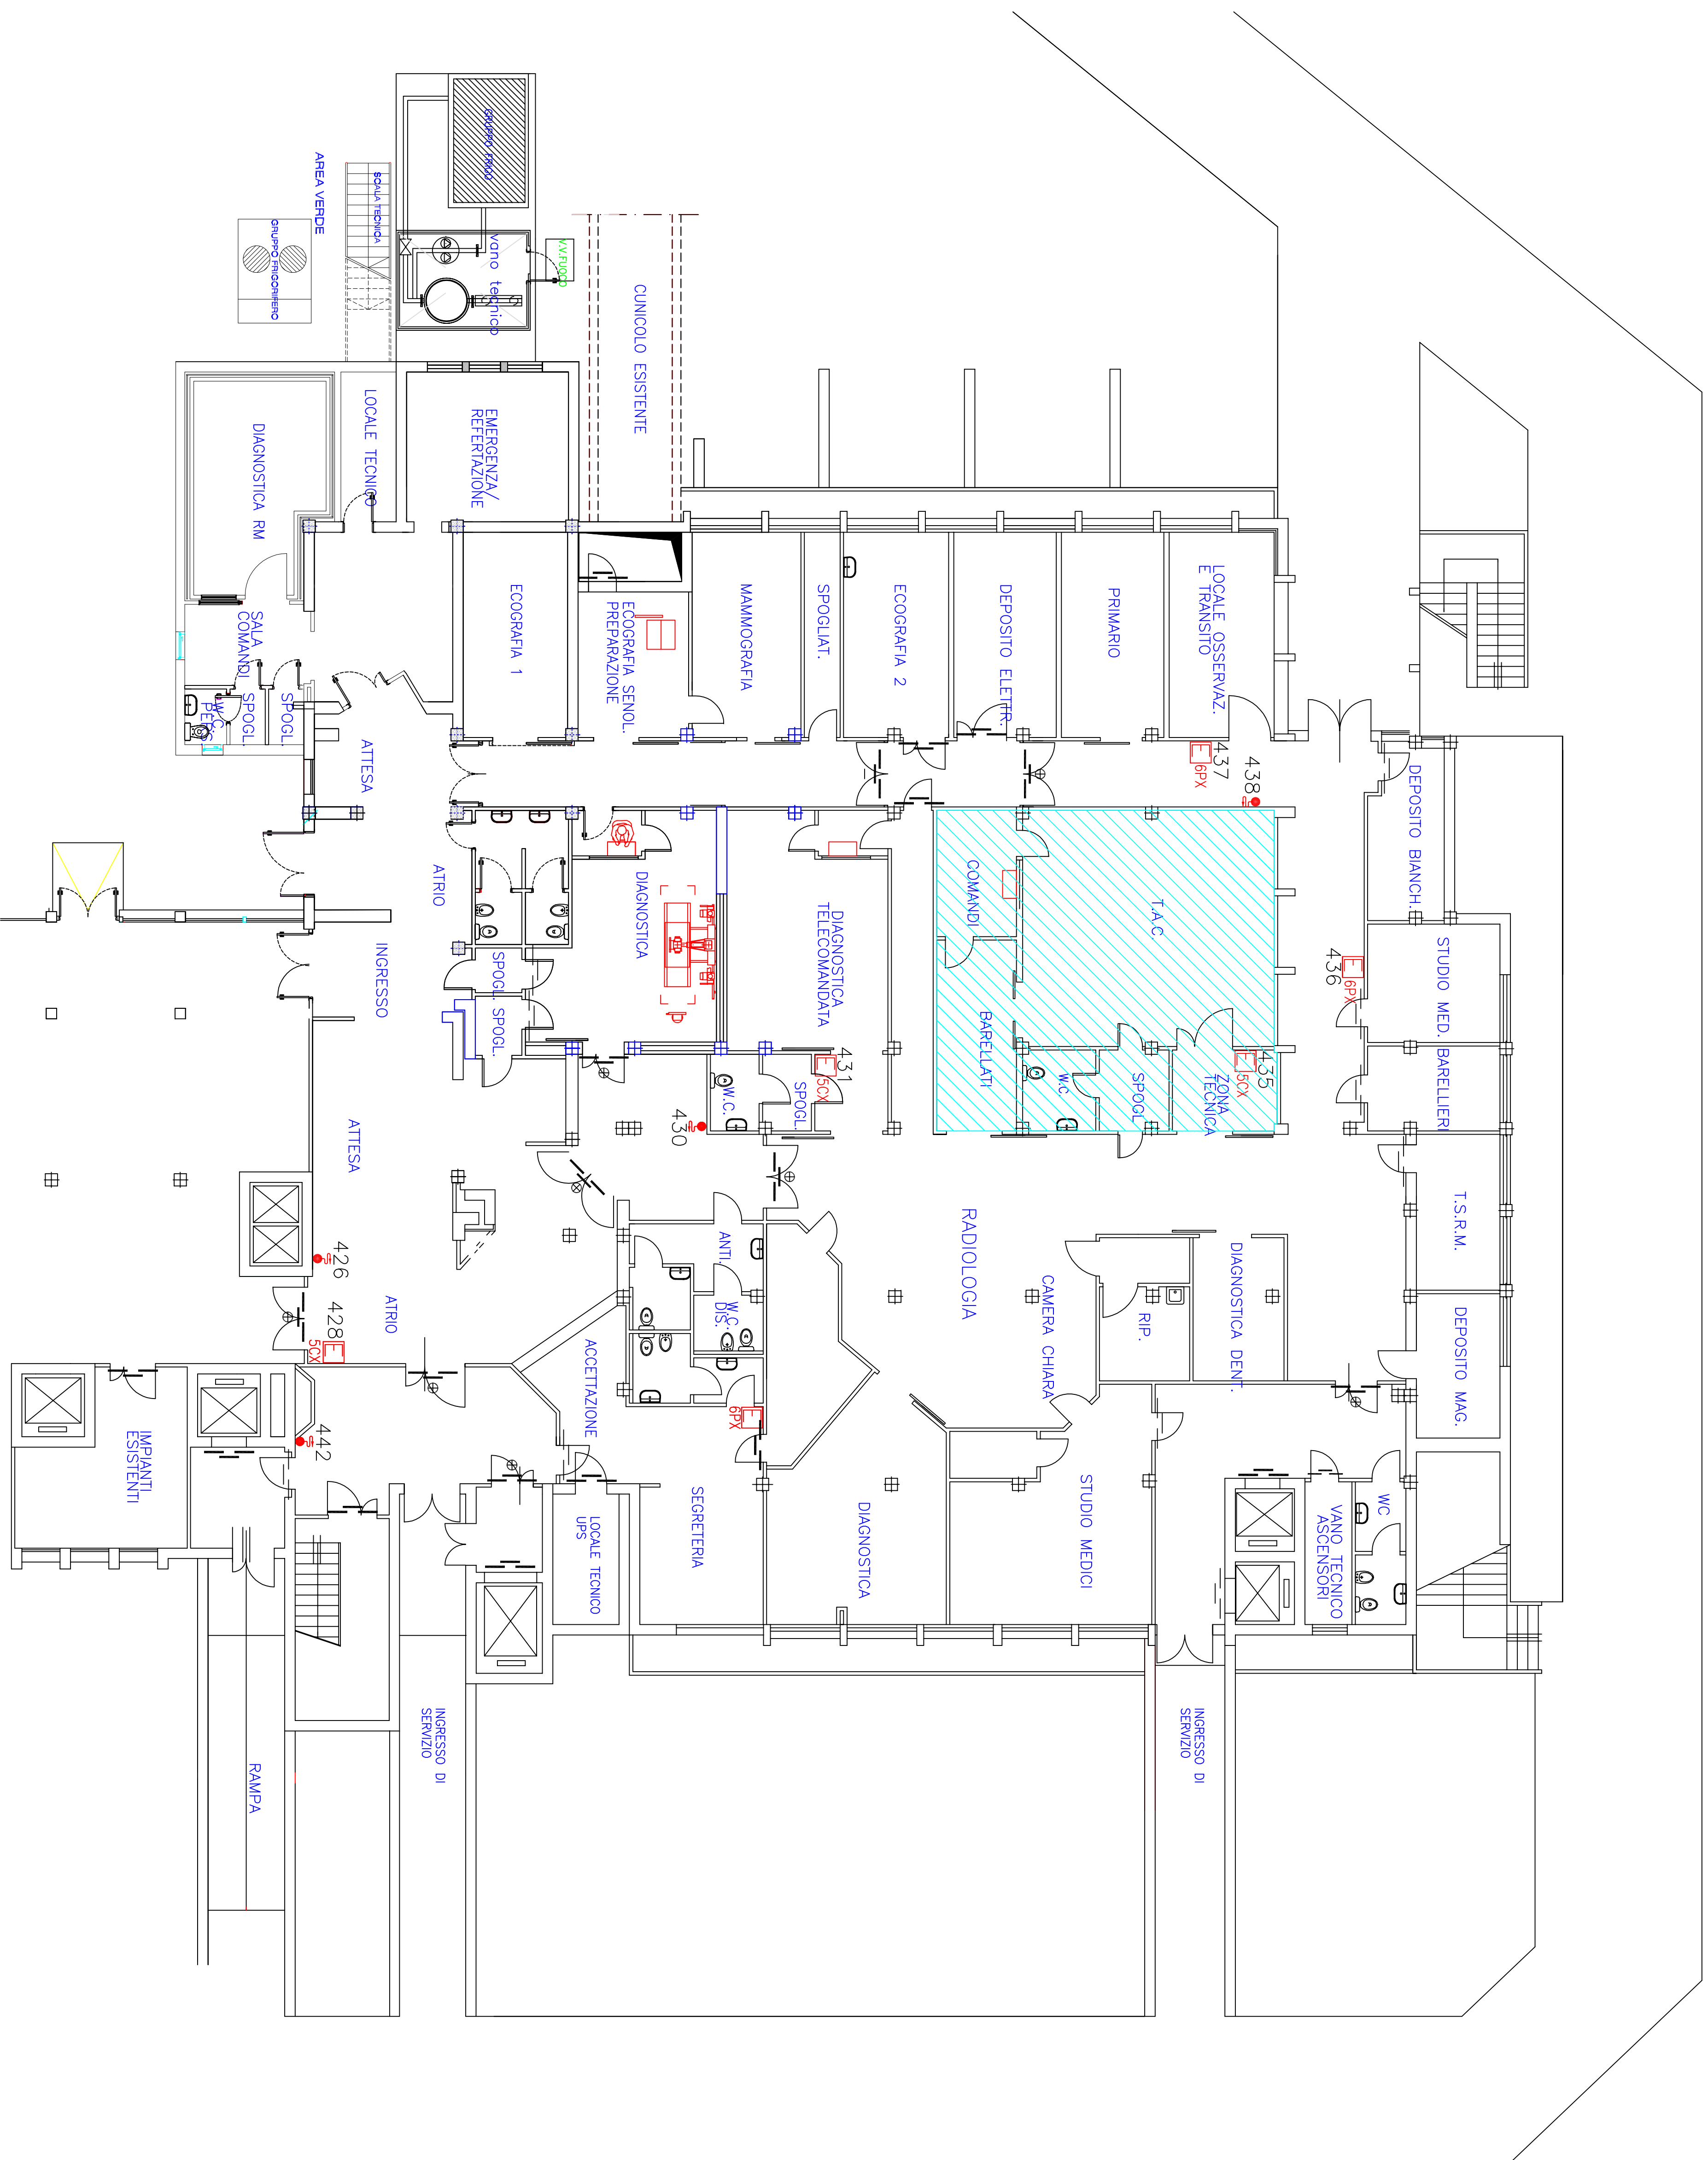 GRUPPO FRIGO
AREA VERDE
SCALA TECNICA
GRUPPO FRIGORIFERO
vano tecnico
V.V.FUOCO
CUNICOLO ESISTENTE
LOCALE TECNICO
EMERGENZA/
REFERTAZIONE
DIAGNOSTICA RM
SALA
COMANDI
SPOGL.
SPOGL.
W.C.
PERS
ATTESA
ECOGRAFIA 1
ECOGRAFIA SENOL.
PREPARAZIONE
MAMMOGRAFIA
SPOGLIAT.
ECOGRAFIA 2
DEPOSITO ELETTR.
PRIMARIO
LOCALE OSSERVAZ.
E TRANSITO
437
6PX
438
DEPOSITO BIANCH.
STUDIO MED.
BARELLIERI
436
6PX
T.S.R.M.
DEPOSITO MAG.
ATRIO
INGRESSO
DIAGNOSTICA
SPOGL.
SPOGL.
DIAGNOSTICA
TELECOMANDATA
COMANDI
T.A.C.
BARELLATI
W.C.
SPOGL.
ZONA
TECNICA
435
5CX
431
5CX
SPOGL.
W.C.
430
ATTESA
426
428
5CX
ATRIO
ANTI.
W.C.
DIS.
ACCETTAZIONE
6PX
RADIOLOGIA
CAMERA CHIARA
RIP.
DIAGNOSTICA DENT.
442
IMPIANTI
ESISTENTI
LOCALE TECNICO
UPS
SEGRETERIA
DIAGNOSTICA
STUDIO MEDICI
VANO TECNICO
ASCENSORI
WC
INGRESSO DI
SERVIZIO
INGRESSO DI
SERVIZIO
RAMPA